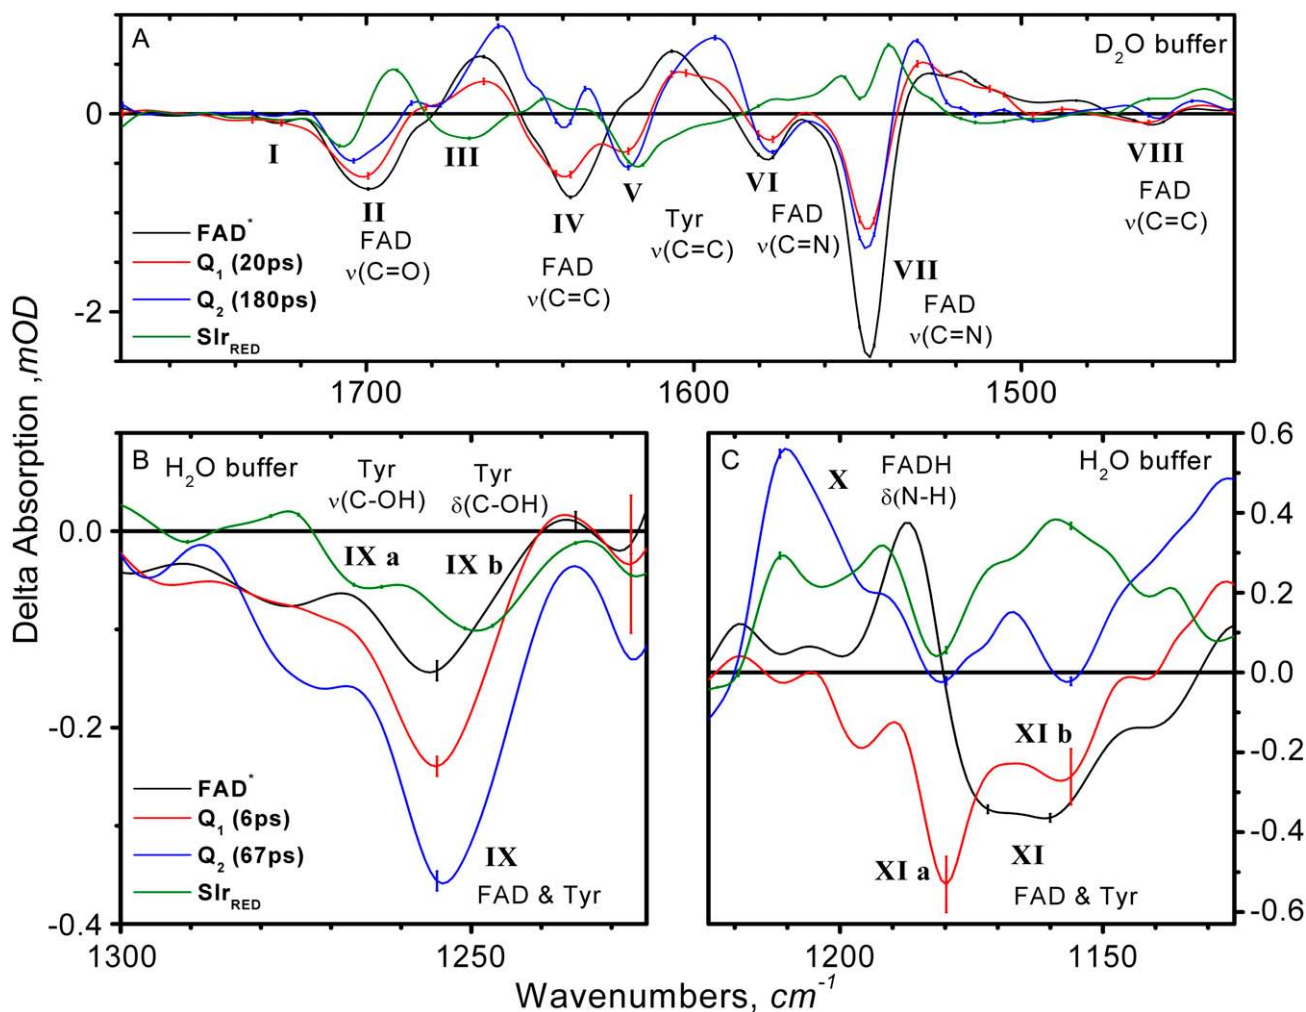 A
D₂O buffer
0
-2
I
II
FAD
ν(C=O)
III
IV
FAD
ν(C=C)
V
Tyr
ν(C=C)
VI
FAD
ν(C=N)
VII
FAD
ν(C=N)
VIII
FAD
ν(C=C)
FAD*
Q₁ (20ps)
Q₂ (180ps)
Slr_RED
1700
1600
1500
Delta Absorption ,mOD
B
H₂O buffer
Tyr
ν(C-OH)
Tyr
δ(C-OH)
IX a
IX b
IX
FAD & Tyr
FAD*
Q₁ (6ps)
Q₂ (67ps)
Slr_RED
0.0
-0.2
-0.4
1300
1250
C
X
FADH
δ(N-H)
H₂O buffer
XI a
XI b
XI
FAD & Tyr
0.6
0.4
0.2
0.0
-0.2
-0.4
-0.6
1200
1150
Wavenumbers, cm⁻¹